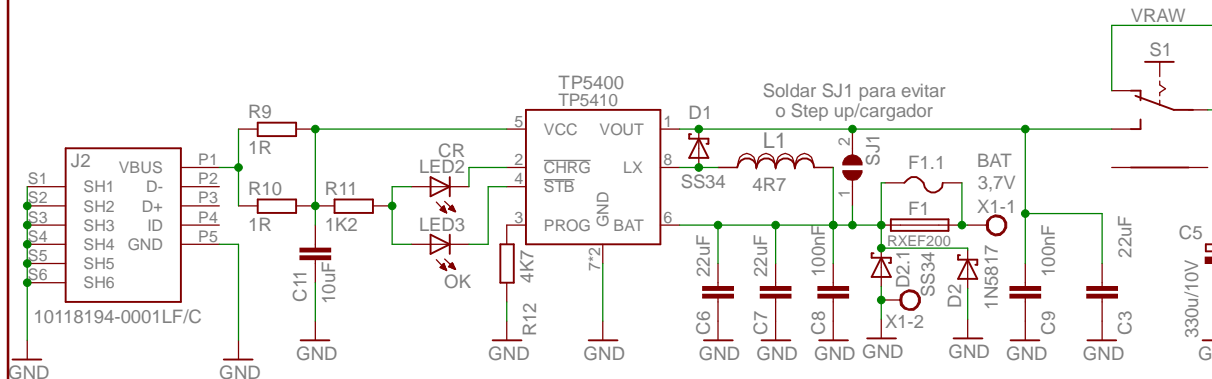 VRAW
S1
TP5400
TP5410
Soldar SJ1 para evitar
o Step up/cargador
R9
1R
D1
SS34
5
VCC
VOUT
1
2
SJ1
1
L1
4R7
F1.1
BAT
3,7V
X1-1
J2
VBUS
P1
D-
P2
D+
P3
ID
P4
GND
P5
S1
SH1
S2
SH2
S3
SH3
S4
SH4
S5
SH5
S6
SH6
10118194-0001LF/C
R10
1R
R11
1K2
CR
LED2
LED3
OK
2
CHRG
4
STB
LX
8
3
PROG
GND
BAT
6
7*2
F1
RXEF200
C11
10uF
4K7
R12
22uF
C6
22uF
C7
100nF
C8
D2.1
SS34
X1-2
D2
1N5817
100nF
C9
22uF
C3
C5
330u/10V
GND
GND
GND
GND
GND
GND
GND
GND
GND
GND
GND
GND